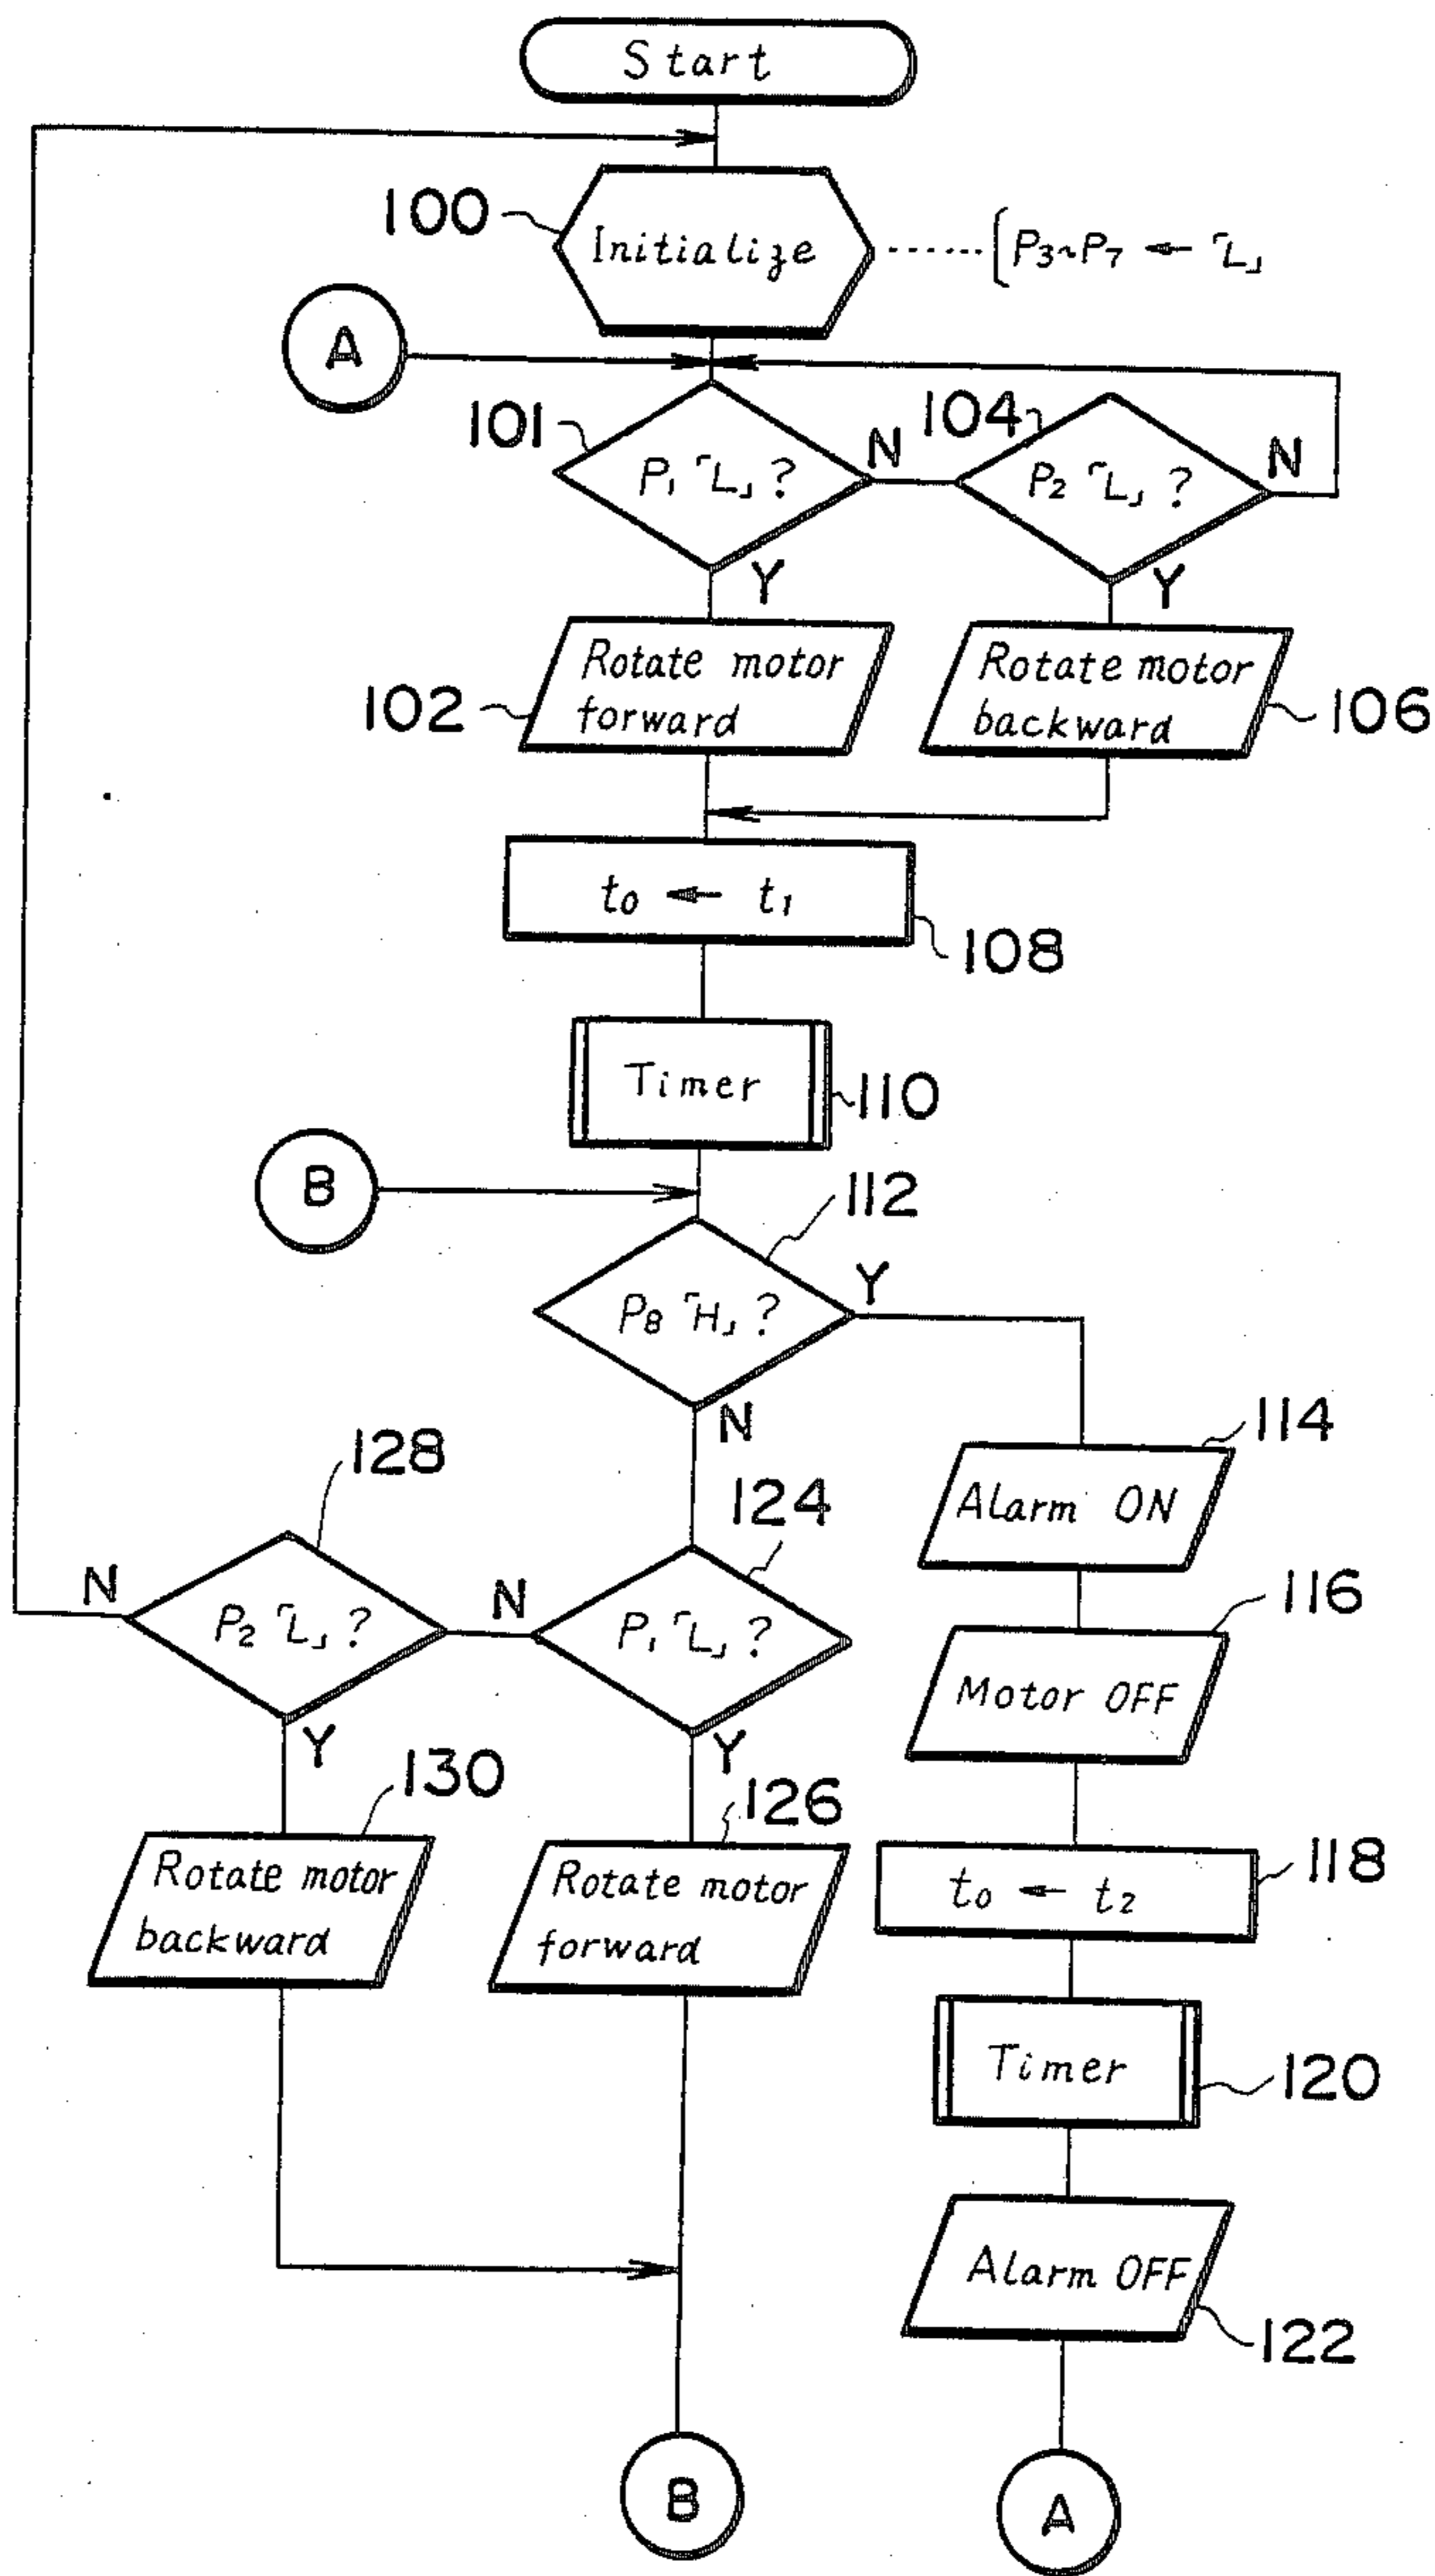 Start
100
Initialize
P3~P7 ← 「L」
A
101
P1 「L」?
N
104
P2 「L」?
N
Y
Y
102
Rotate motor
forward
Rotate motor
backward
106
t0 ← t1
108
Timer
110
B
112
P8 「H」?
Y
N
114
Alarm ON
128
124
N
P2 「L」?
N
P1 「L」?
116
Motor OFF
Y
Y
130
126
Rotate motor
backward
Rotate motor
forward
118
t0 ← t2
Timer
120
Alarm OFF
122
B
A